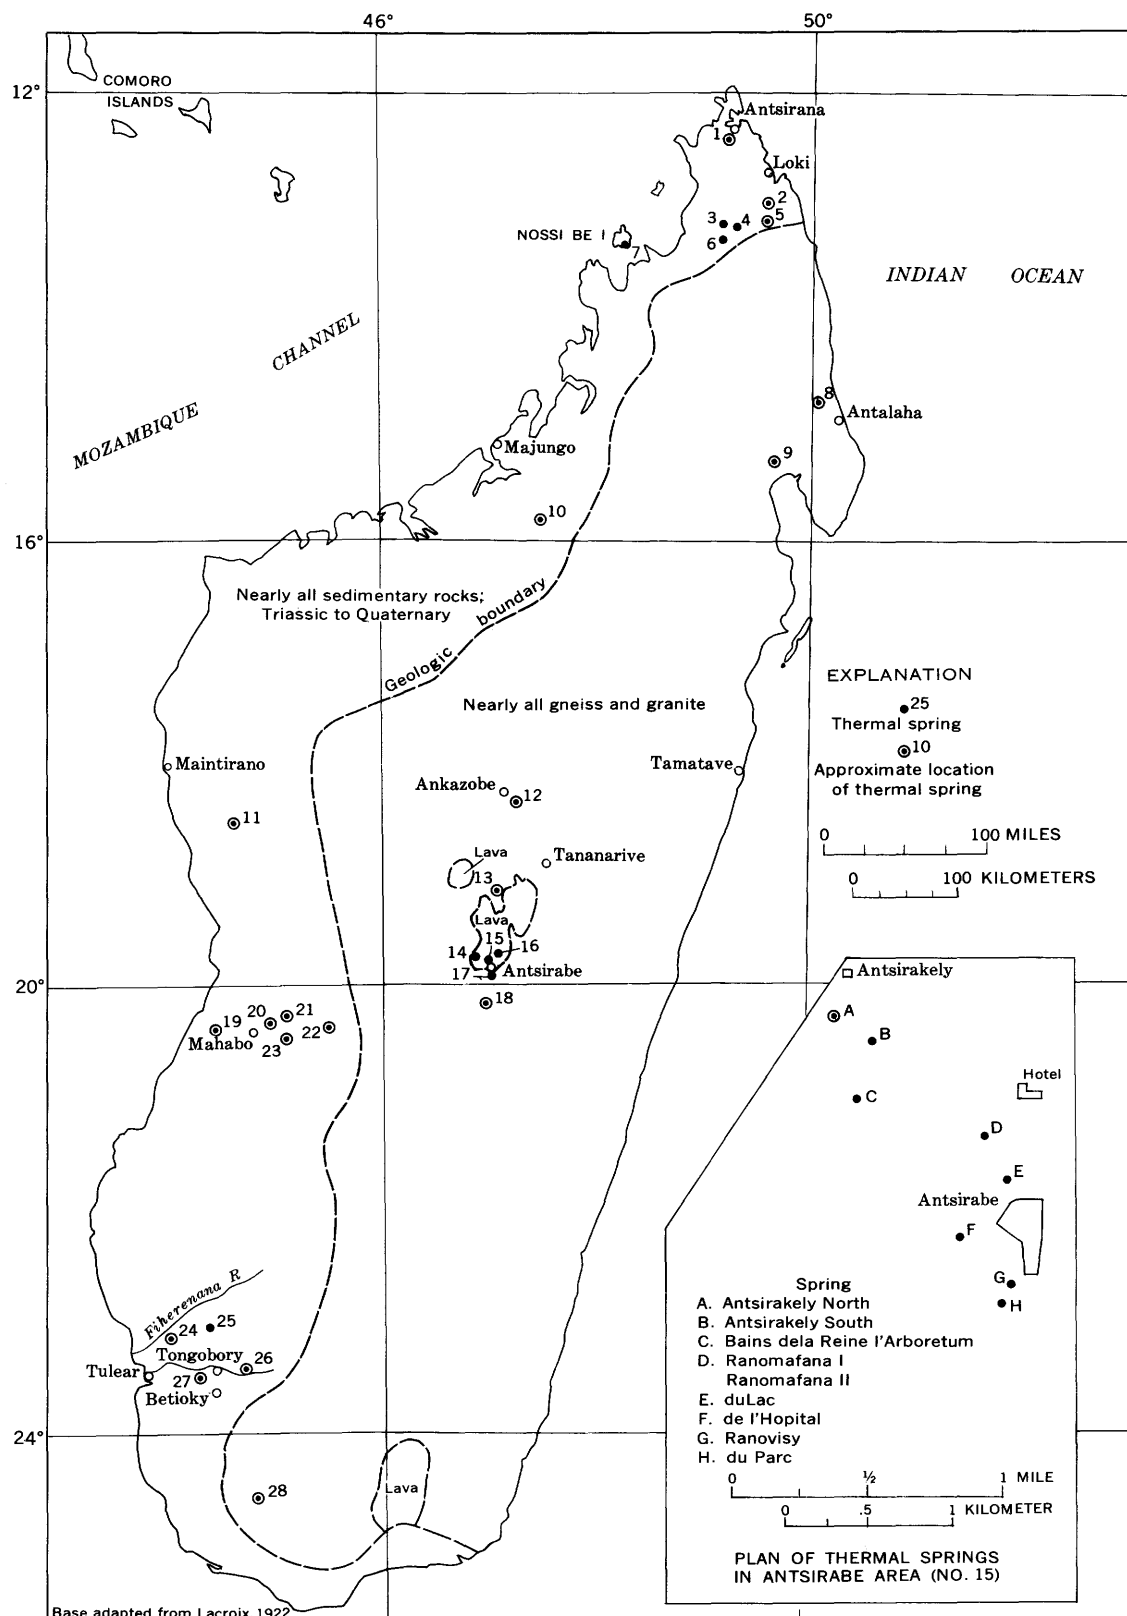 46°
50°
12°
COMORO
ISLANDS
Antsirana
1
Loki
2
3
4
5
6
NOSSI BE I
7
INDIAN OCEAN
MOZAMBIQUE CHANNEL
8
Antalaha
Majungo
9
10
16°
Nearly all sedimentary rocks;
Triassic to Quaternary
Geologic boundary
Nearly all gneiss and granite
EXPLANATION
25
Thermal spring
10
Approximate location
of thermal spring
Maintirano
Tamatave
Ankazobe
12
11
0 100 MILES
0 100 KILOMETERS
Lava
Tananarive
13
Lava
15
14
16
17
Antsirabe
20°
18
19
20
21
22
Mahabo
23
Antsirakely
A
B
Hotel
C
D
E
Antsirabe
F
G
H
Fiherenana R
24
25
Tongobory
26
Tulear
27
Betioky
24°
28
Lava
Spring
A. Antsirakely North
B. Antsirakely South
C. Bains dela Reine l'Arboretum
D. Ranomafana I
Ranomafana II
E. duLac
F. de l'Hopital
G. Ranovisy
H. du Parc
0 ½ 1 MILE
0 .5 1 KILOMETER
PLAN OF THERMAL SPRINGS
IN ANTSIRABE AREA (NO. 15)
Base adapted from Lacroix 1922